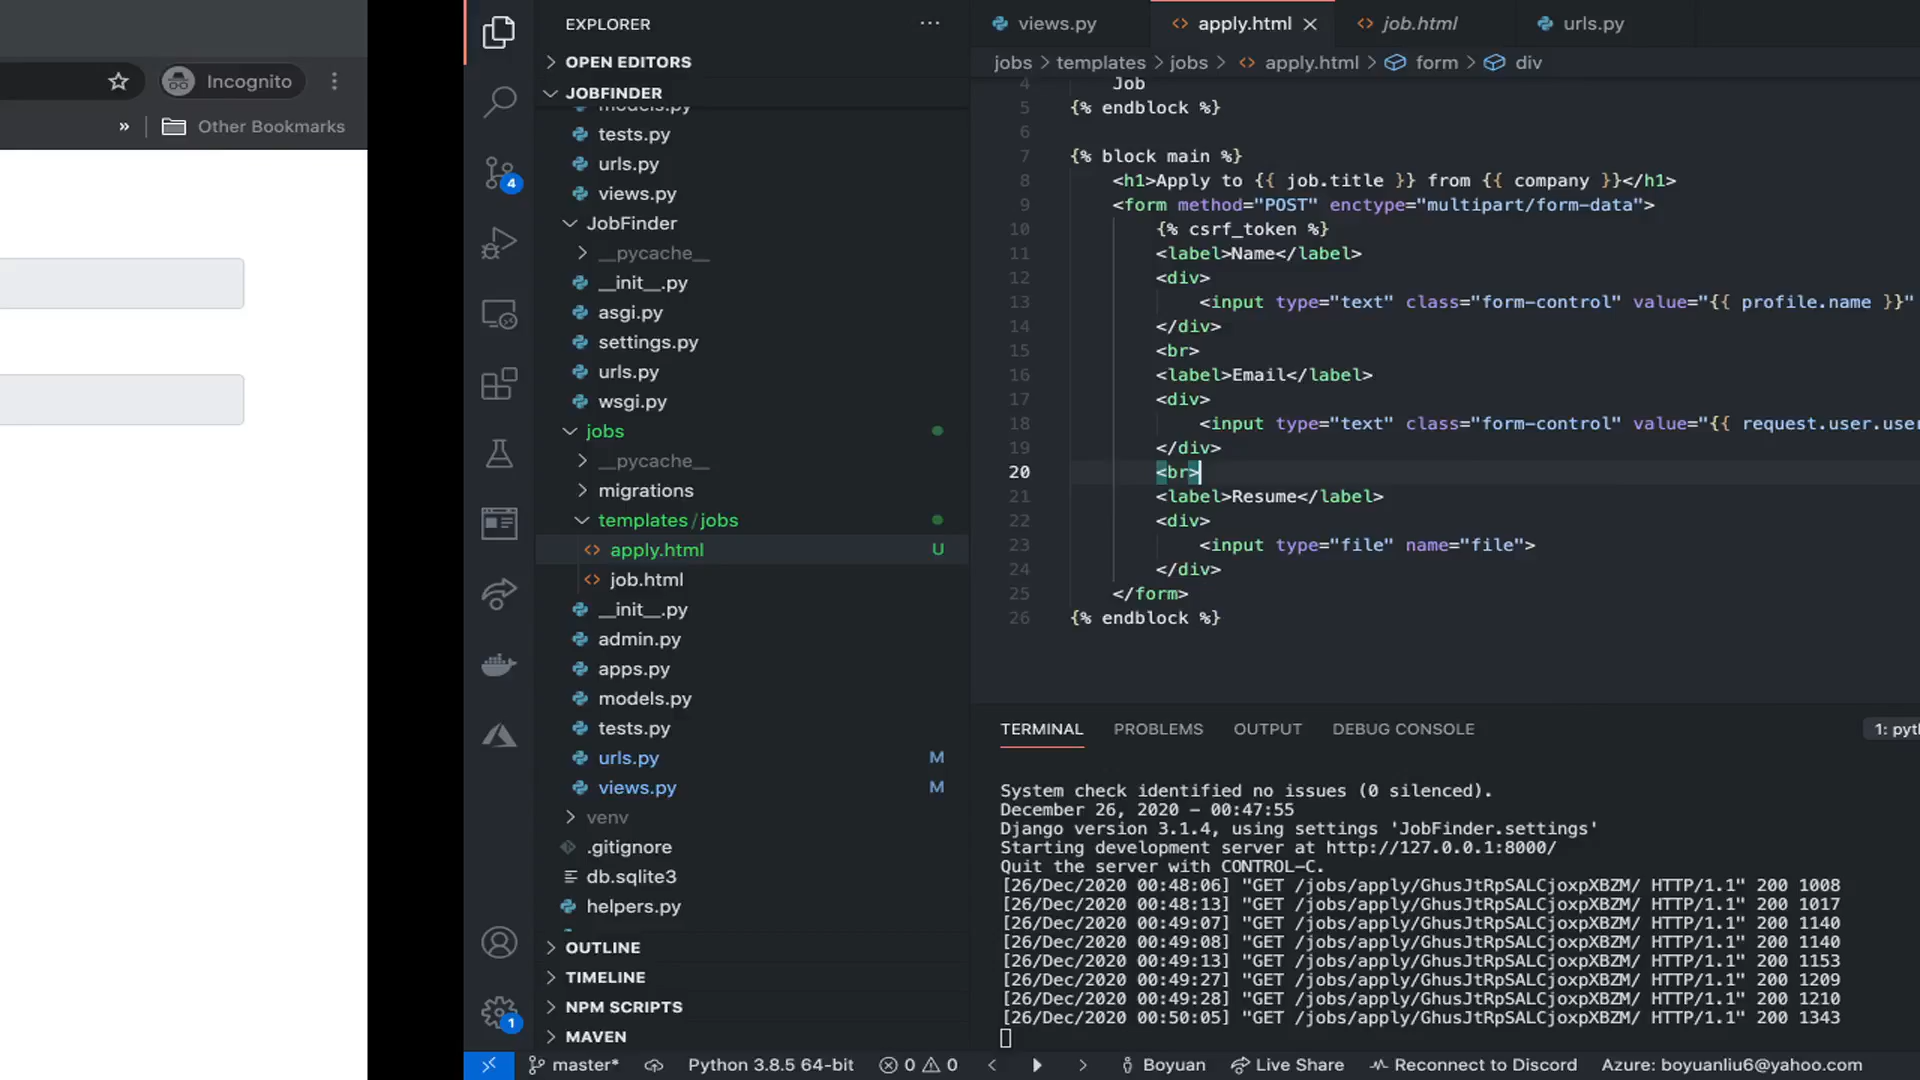 Incognito
»
Other Bookmarks
EXPLORER
OPEN EDITORS
JOBFINDER
models.py
tests.py
urls.py
views.py
JobFinder
__pycache__
__init__.py
asgi.py
settings.py
urls.py
wsgi.py
jobs
__pycache__
migrations
templates/jobs
apply.html U
job.html
__init__.py
admin.py
apps.py
models.py
tests.py
urls.py M
views.py M
venv
.gitignore
db.sqlite3
helpers.py
OUTLINE
TIMELINE
NPM SCRIPTS
MAVEN
4
1
views.py
apply.html
job.html
urls.py
jobs > templates > jobs > apply.html > form > div
4 Job
5 {% endblock %}
6
7 {% block main %}
8 <h1>Apply to {{ job.title }} from {{ company }}</h1>
9 <form method="POST" enctype="multipart/form-data">
10 {% csrf_token %}
11 <label>Name</label>
12 <div>
13 <input type="text" class="form-control" value="{{ profile.name }}"
14 </div>
15 <br>
16 <label>Email</label>
17 <div>
18 <input type="text" class="form-control" value="{{ request.user.use
19 </div>
20 <br>
21 <label>Resume</label>
22 <div>
23 <input type="file" name="file">
24 </div>
25 </form>
26 {% endblock %}
TERMINAL PROBLEMS OUTPUT DEBUG CONSOLE 1: pyt
System check identified no issues (0 silenced).
December 26, 2020 - 00:47:55
Django version 3.1.4, using settings 'JobFinder.settings'
Starting development server at http://127.0.0.1:8000/
Quit the server with CONTROL-C.
[26/Dec/2020 00:48:06] "GET /jobs/apply/GhusJtRpSALCjoxpXBZM/ HTTP/1.1" 200 1008
[26/Dec/2020 00:48:13] "GET /jobs/apply/GhusJtRpSALCjoxpXBZM/ HTTP/1.1" 200 1017
[26/Dec/2020 00:49:07] "GET /jobs/apply/GhusJtRpSALCjoxpXBZM/ HTTP/1.1" 200 1140
[26/Dec/2020 00:49:08] "GET /jobs/apply/GhusJtRpSALCjoxpXBZM/ HTTP/1.1" 200 1140
[26/Dec/2020 00:49:13] "GET /jobs/apply/GhusJtRpSALCjoxpXBZM/ HTTP/1.1" 200 1153
[26/Dec/2020 00:49:27] "GET /jobs/apply/GhusJtRpSALCjoxpXBZM/ HTTP/1.1" 200 1209
[26/Dec/2020 00:49:28] "GET /jobs/apply/GhusJtRpSALCjoxpXBZM/ HTTP/1.1" 200 1210
[26/Dec/2020 00:50:05] "GET /jobs/apply/GhusJtRpSALCjoxpXBZM/ HTTP/1.1" 200 1343
master* Python 3.8.5 64-bit 0 0 Boyuan Live Share Reconnect to Discord Azure: boyuanliu6@yahoo.com